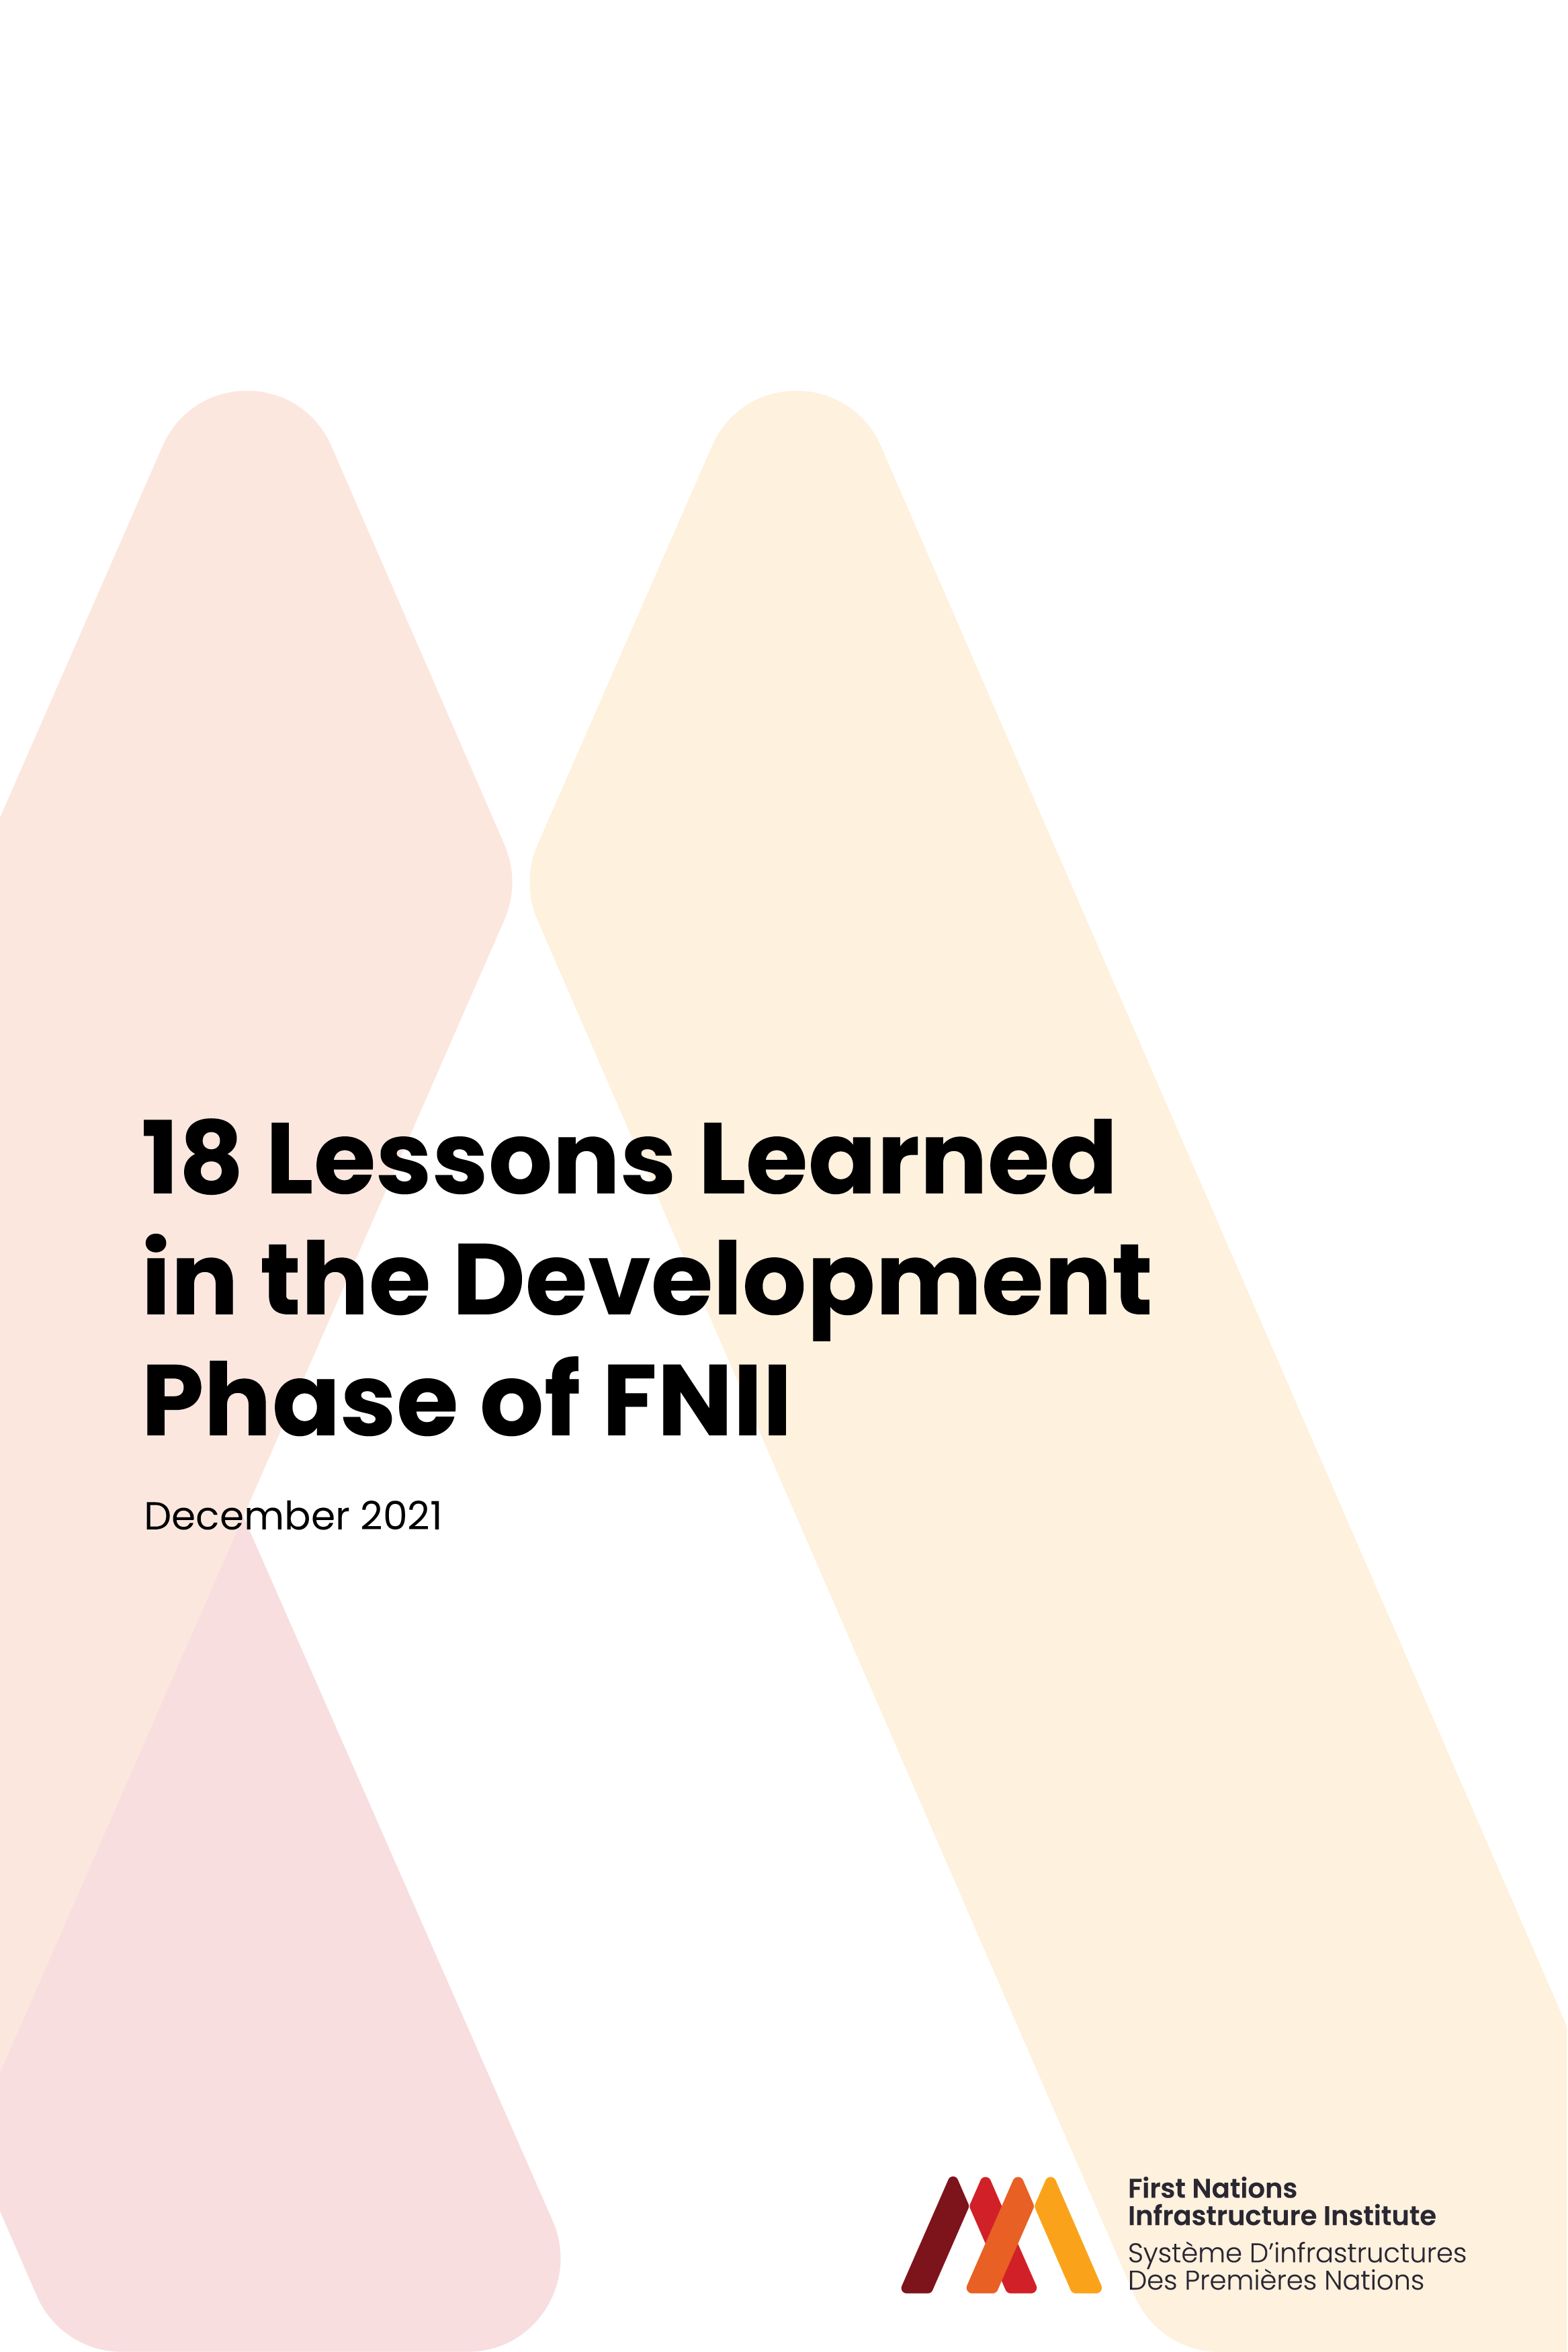 18 Lessons Learned
in the Development
Phase of FNII
December 2021
First Nations
Infrastructure Institute
Système D’infrastructures
Des Premières Nations